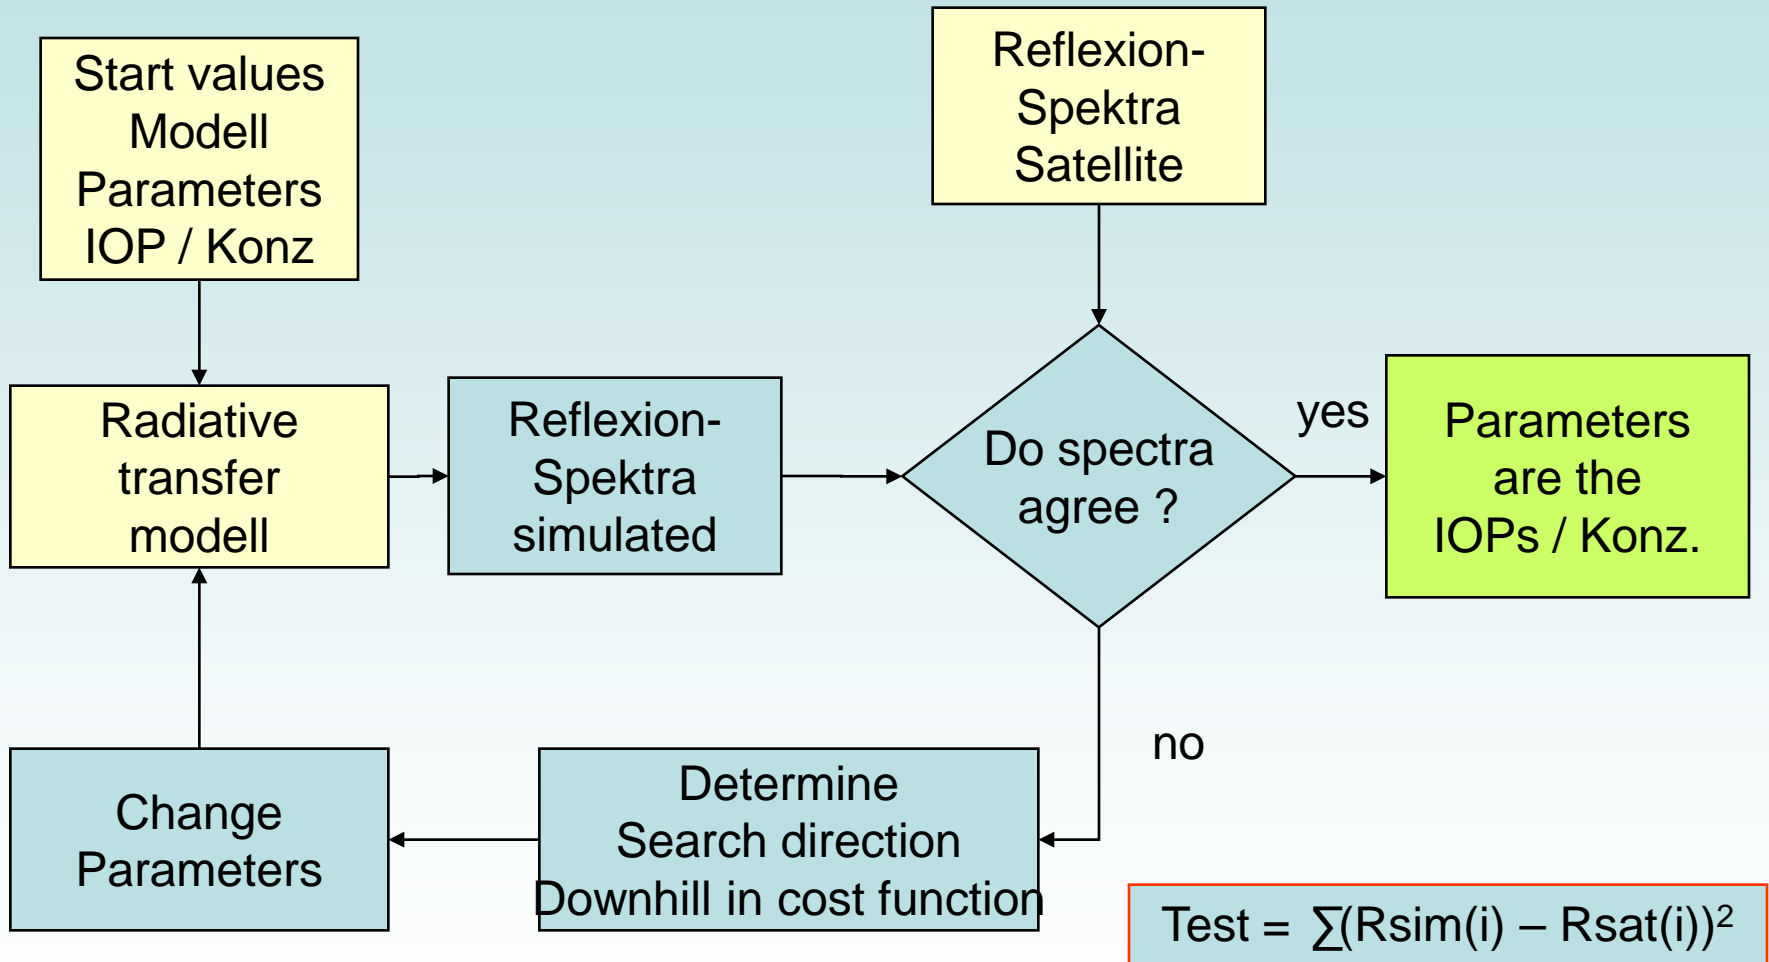 Start values
Modell
Parameters
IOP / Konz
Reflexion-
Spektra
Satellite
Radiative
transfer
modell
Reflexion-
Spektra
simulated
Do spectra
agree ?
yes
Parameters
are the
IOPs / Konz.
no
Change
Parameters
Determine
Search direction
Downhill in cost function
Test = ∑(Rsim(i) – Rsat(i))²